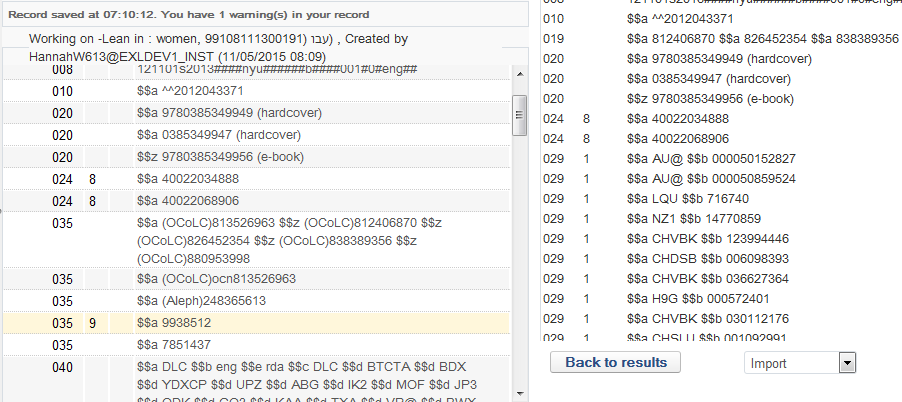 Record saved at 07:10:12. You have 1 warning(s) in your record
Working on -Lean in : women, 99108111300191) עבו) , Created by
HannahW613@EXLDEV1_INST (11/05/2015 08:09)
008 121101s2013####nyu######b####001#0#eng##
010 $$a ^^2012043371
020 $$a 9780385349949 (hardcover)
020 $$a 0385349947 (hardcover)
020 $$z 9780385349956 (e-book)
024 8 $$a 40022034888
024 8 $$a 40022068906
035 $$a (OCoLC)813526963 $$z (OCoLC)812406870 $$z
(OCoLC)826452354 $$z (OCoLC)838389356 $$z
(OCoLC)880953998
035 $$a (OCoLC)ocn813526963
035 $$a (Aleph)248365613
035 9 $$a 9938512
035 $$a 7851437
040 $$a DLC $$b eng $$e rda $$c DLC $$d BTCTA $$d BDX
$$d YDXCP $$d UPZ $$d ABG $$d IK2 $$d MOF $$d JP3
008 121101s2013####nyu######b####001#0#eng##
010 $$a ^^2012043371
019 $$a 812406870 $$a 826452354 $$a 838389356
020 $$a 9780385349949 (hardcover)
020 $$a 0385349947 (hardcover)
020 $$z 9780385349956 (e-book)
024 8 $$a 40022034888
024 8 $$a 40022068906
029 1 $$a AU@ $$b 000050152827
029 1 $$a AU@ $$b 000050859524
029 1 $$a LQU $$b 716740
029 1 $$a NZ1 $$b 14770859
029 1 $$a CHVBK $$b 123994446
029 1 $$a CHDSB $$b 006098393
029 1 $$a CHVBK $$b 036627364
029 1 $$a H9G $$b 000572401
029 1 $$a CHVBK $$b 030112176
029 1 $$a CHSLU $$b 001092991
Back to results
Import